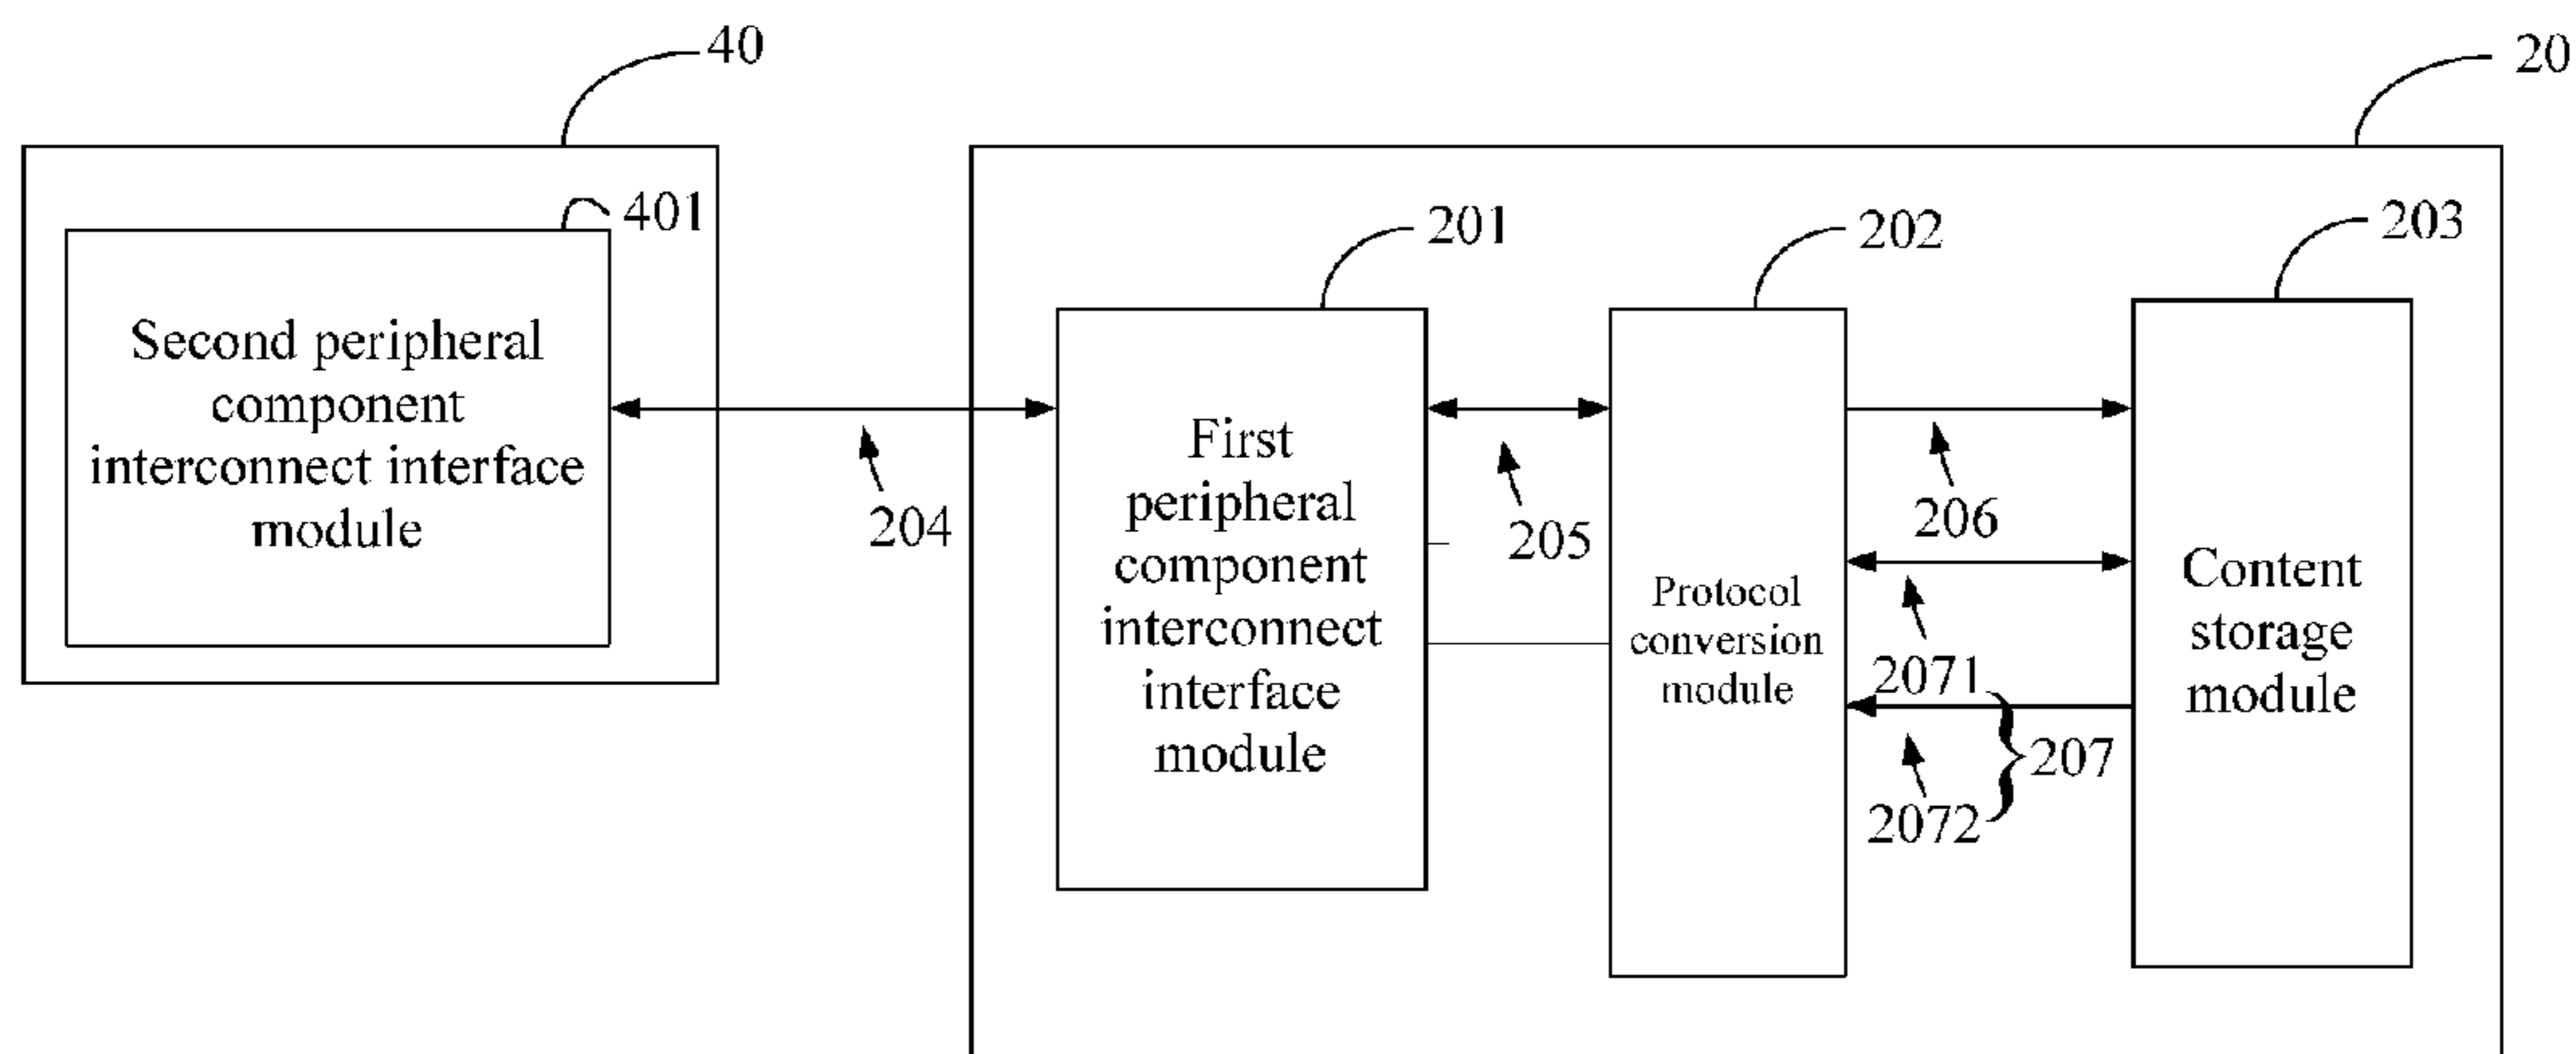 40
20
401
201
202
203
Second peripheral
component
interconnect interface
module
204
First
peripheral
component
interconnect
interface
module
205
Protocol
conversion
module
206
2071
2072
207
Content
storage
module